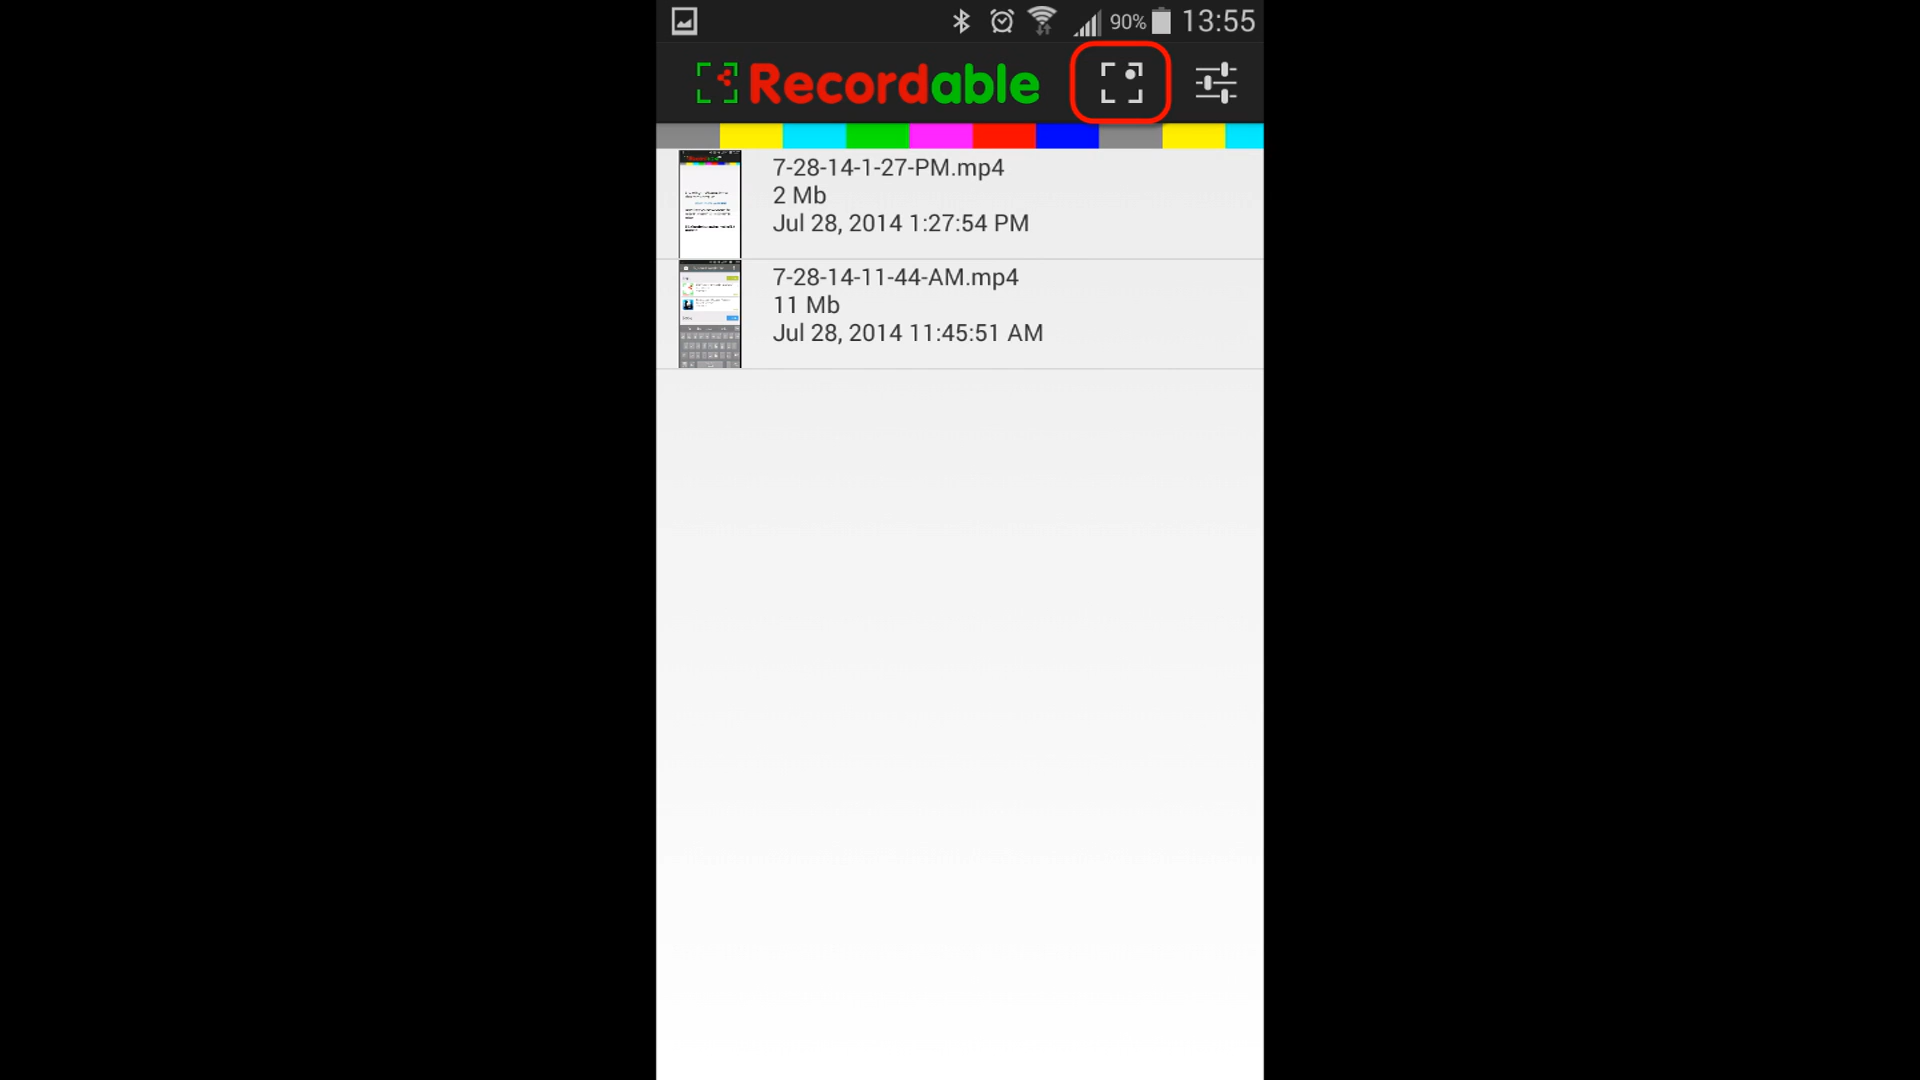 90% 13:55
Recordable
7-28-14-1-27-PM.mp4
2 Mb
Jul 28, 2014 1:27:54 PM
7-28-14-11-44-AM.mp4
11 Mb
Jul 28, 2014 11:45:51 AM